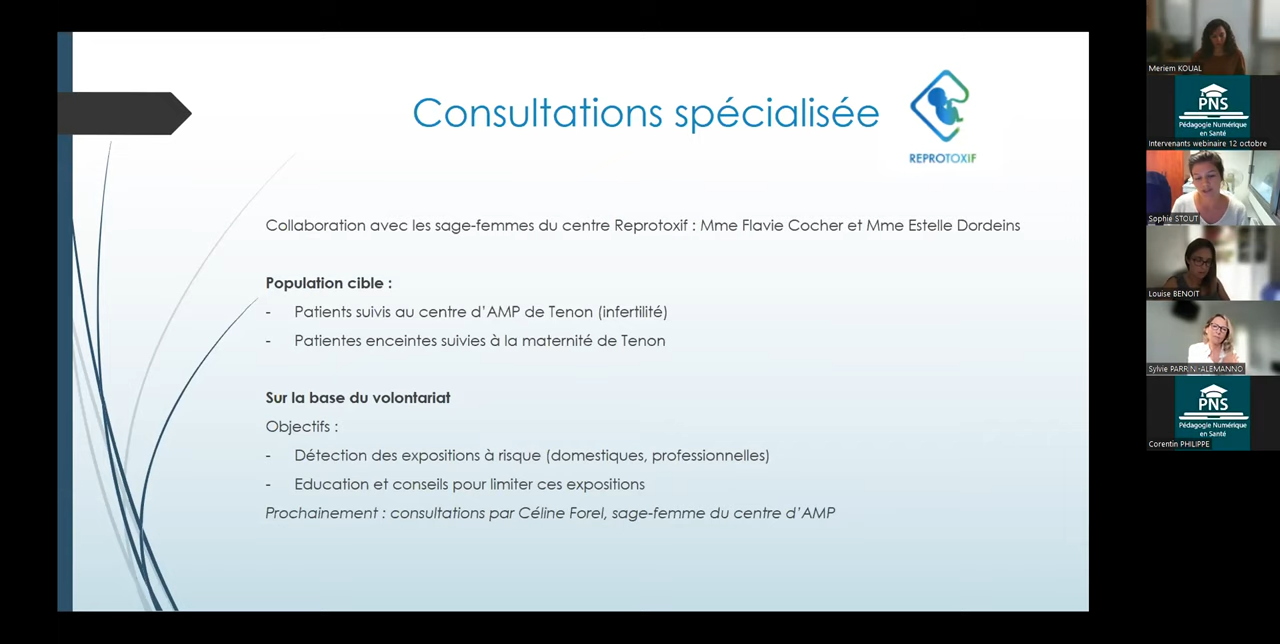 Consultations spécialisée
REPROTOXIF
Collaboration avec les sage-femmes du centre Reprotoxif : Mme Flavie Cocher et Mme Estelle Dordeins
Population cible :
- Patients suivis au centre d'AMP de Tenon (infertilité)
- Patientes enceintes suivies à la maternité de Tenon
Sur la base du volontariat
Objectifs :
- Détection des expositions à risque (domestiques, professionnelles)
- Education et conseils pour limiter ces expositions
Prochainement : consultations par Céline Forel, sage-femme du centre d'AMP
Meriem KOUAL
PNS
Pédagogie Numérique
en Santé
Intervenants webinaire 12 octobre
Sophie STOUT
Louise BENOIT
Sylvie PARRINI-ALEMANNO
PNS
Pédagogie Numérique
en Santé
Corentin PHILIPPE